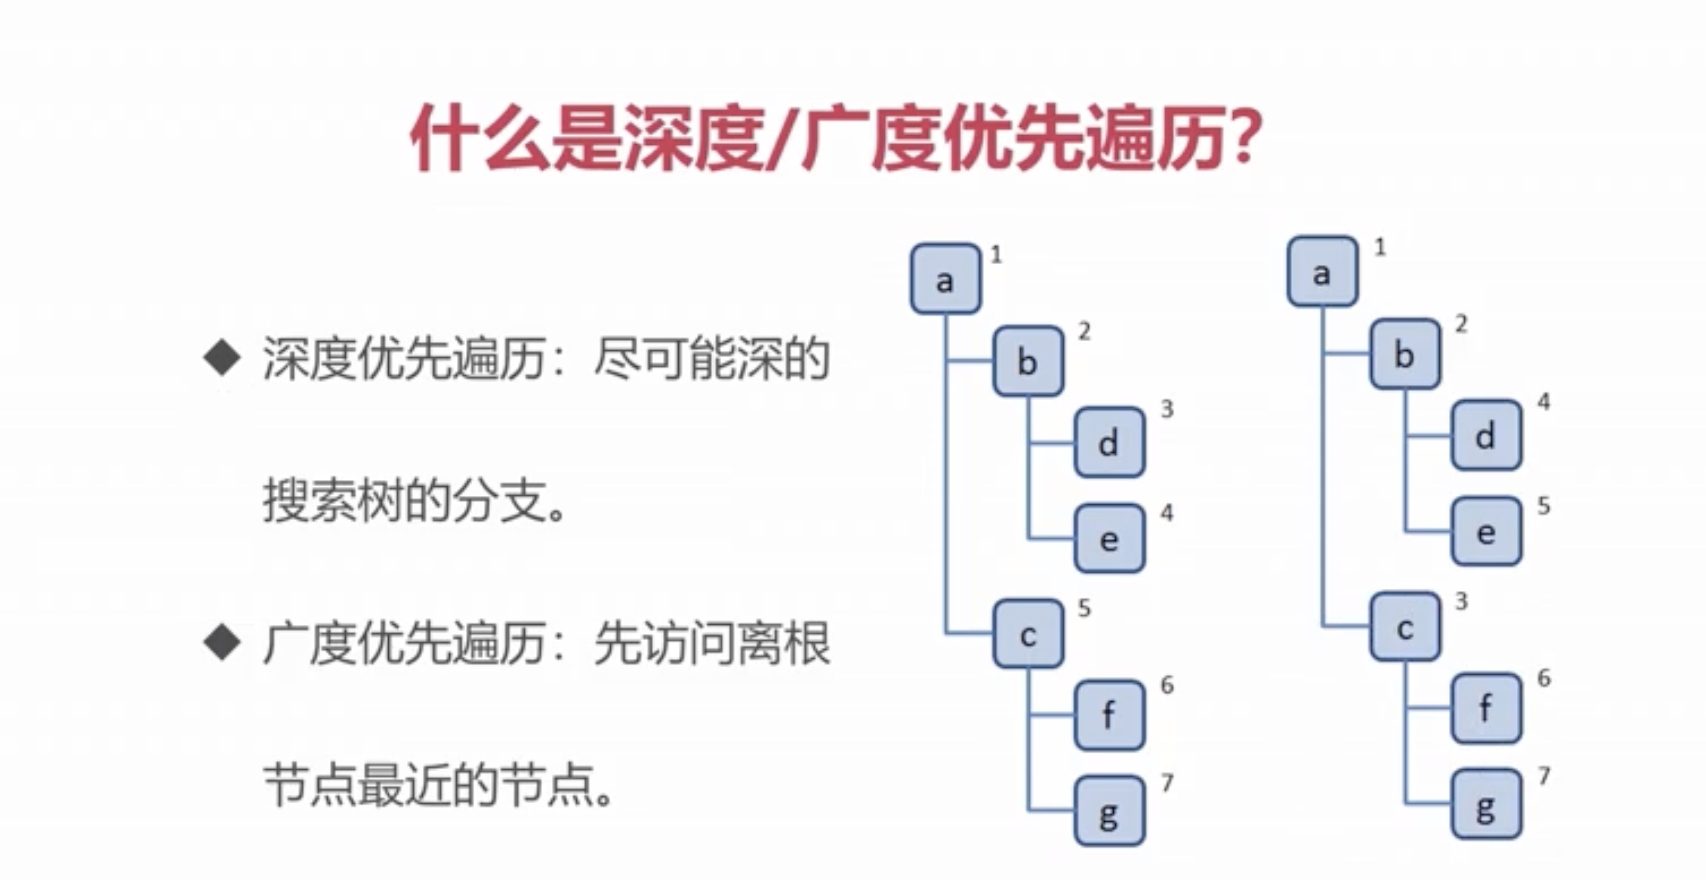 什么是深度/广度优先遍历?
◆ 深度优先遍历：尽可能深的
搜索树的分支。
◆ 广度优先遍历：先访问离根
节点最近的节点。
a 1
b 2
d 3
e 4
c 5
f 6
g 7
a 1
b 2
d 4
e 5
c 3
f 6
g 7